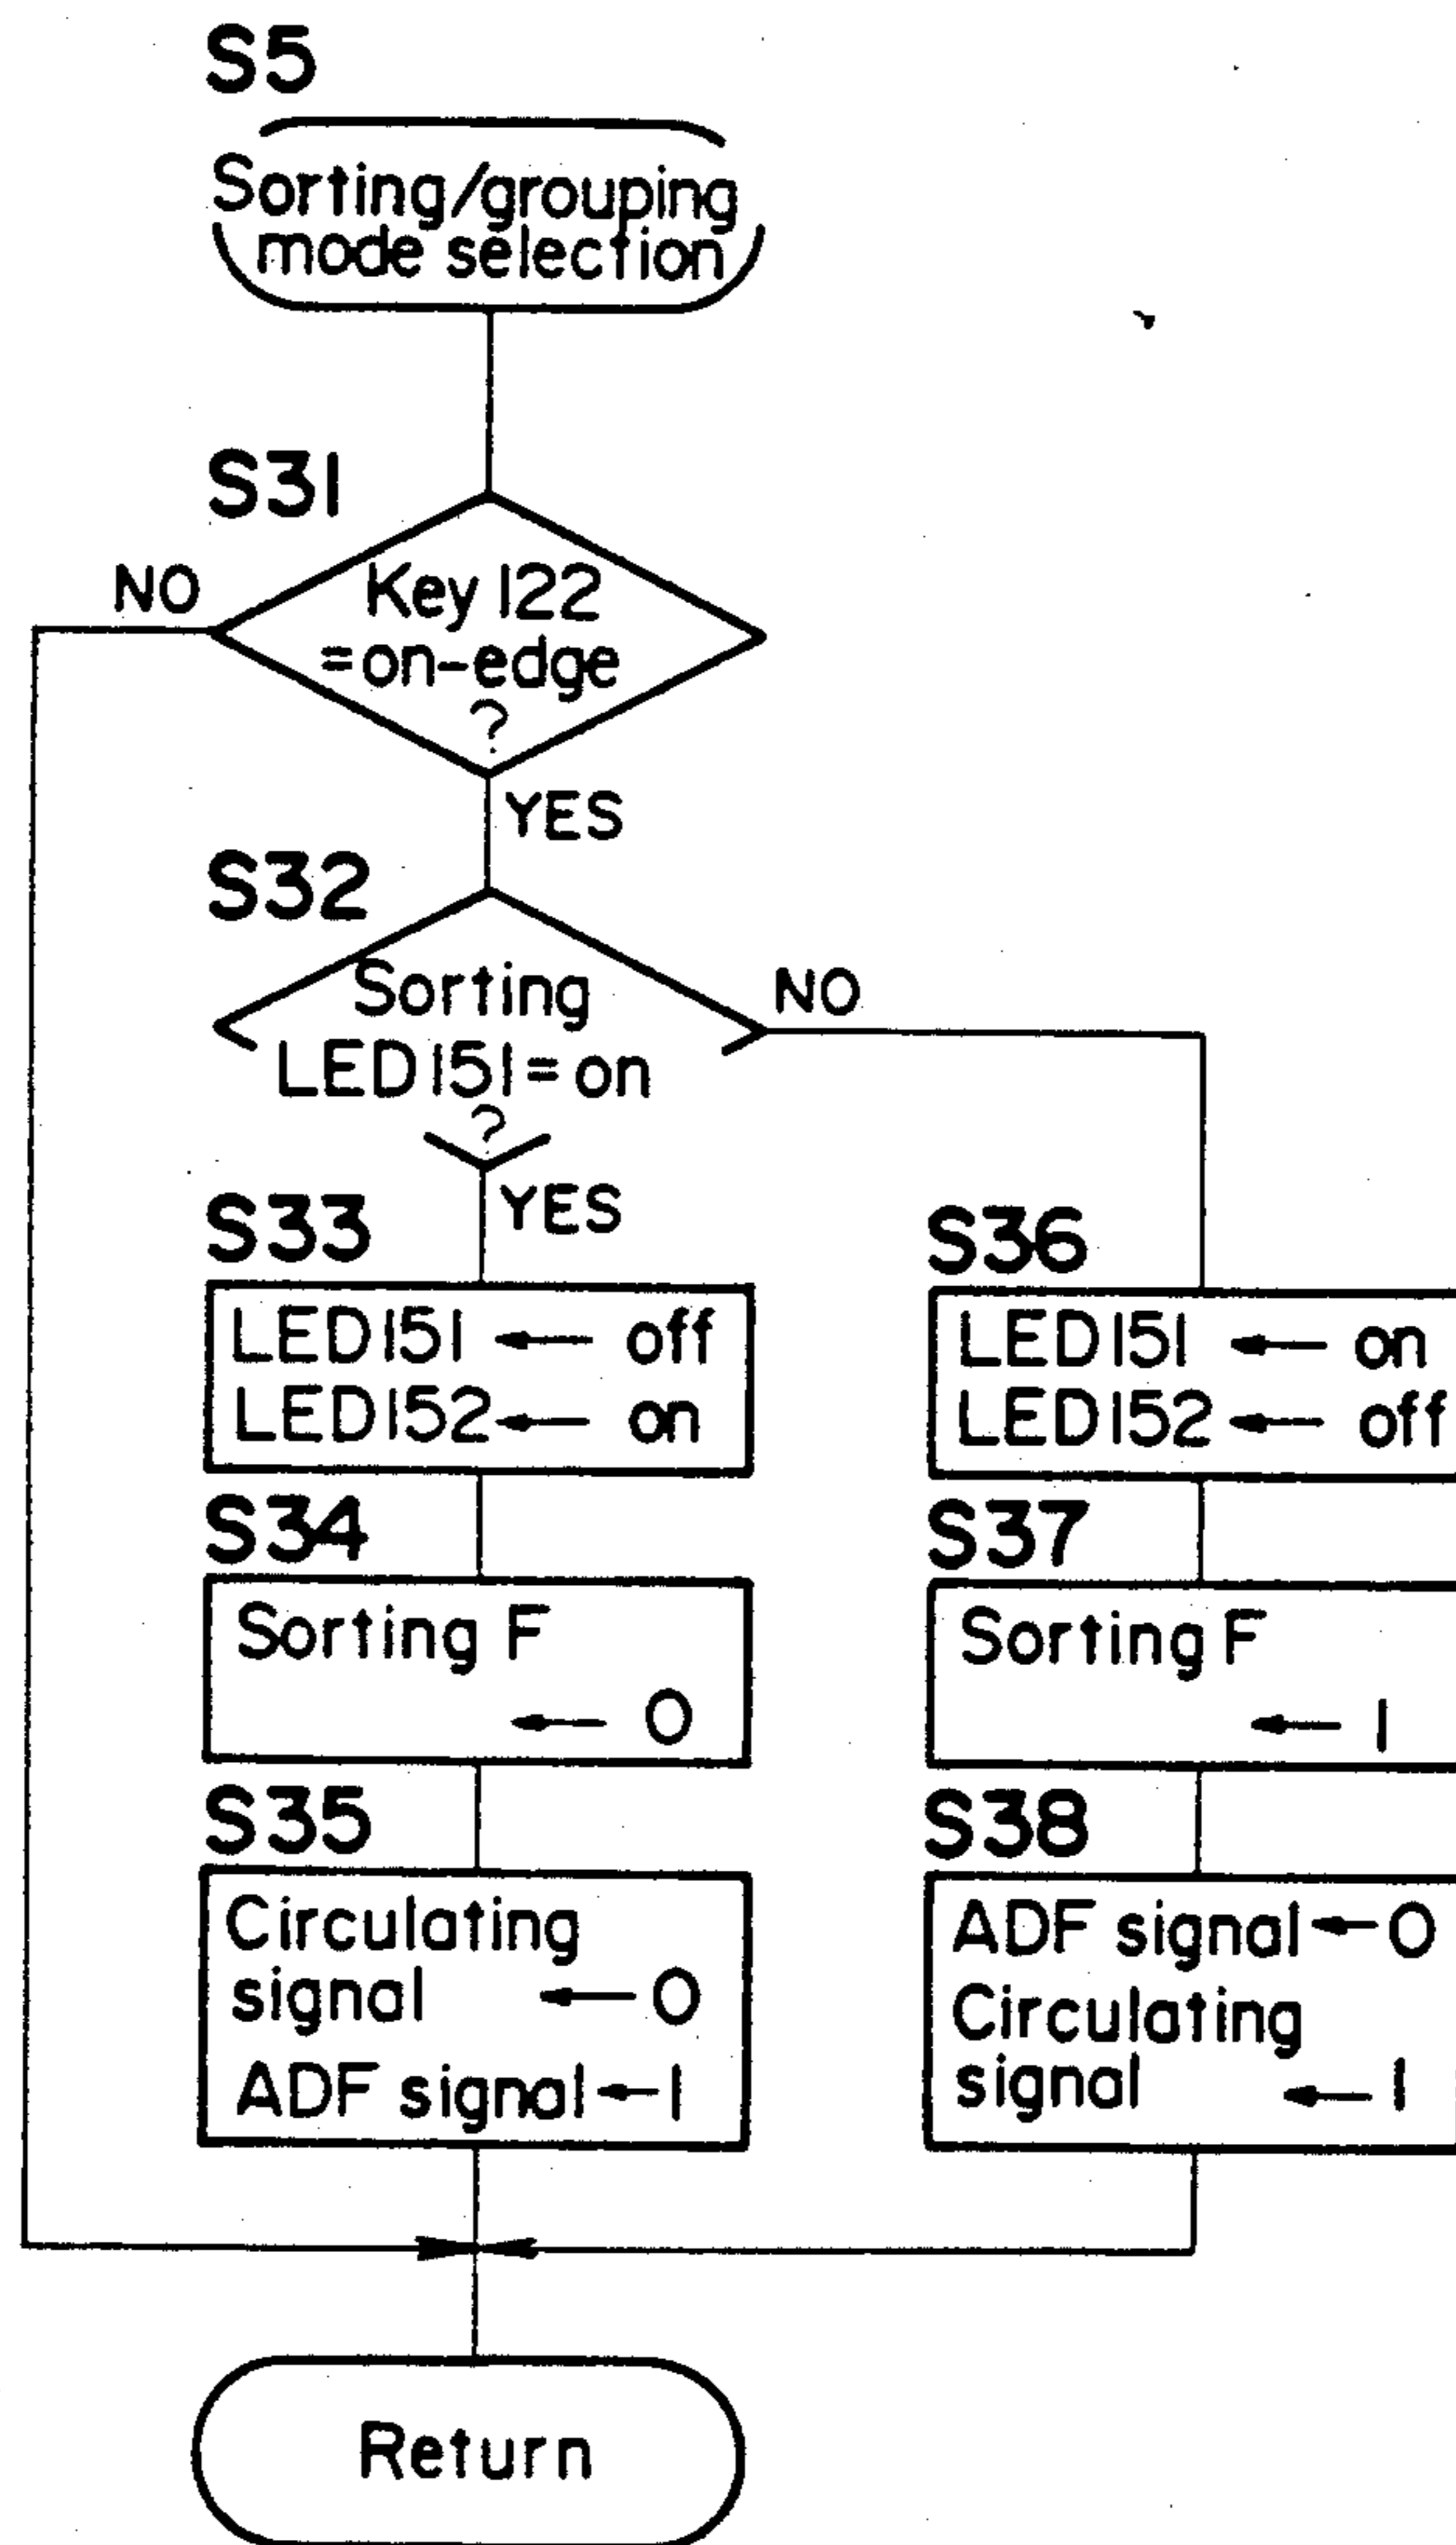 S5
Sorting/grouping
mode selection
S31
NO
Key 122
=on-edge
?
YES
S32
Sorting
LED151=on
?
NO
YES
S33
LED151 ← off
LED152 ← on
S34
Sorting F
← 0
S35
Circulating
signal ← 0
ADF signal ← 1
S36
LED151 ← on
LED152 ← off
S37
Sorting F
← 1
S38
ADF signal ← 0
Circulating
signal ← 1
Return